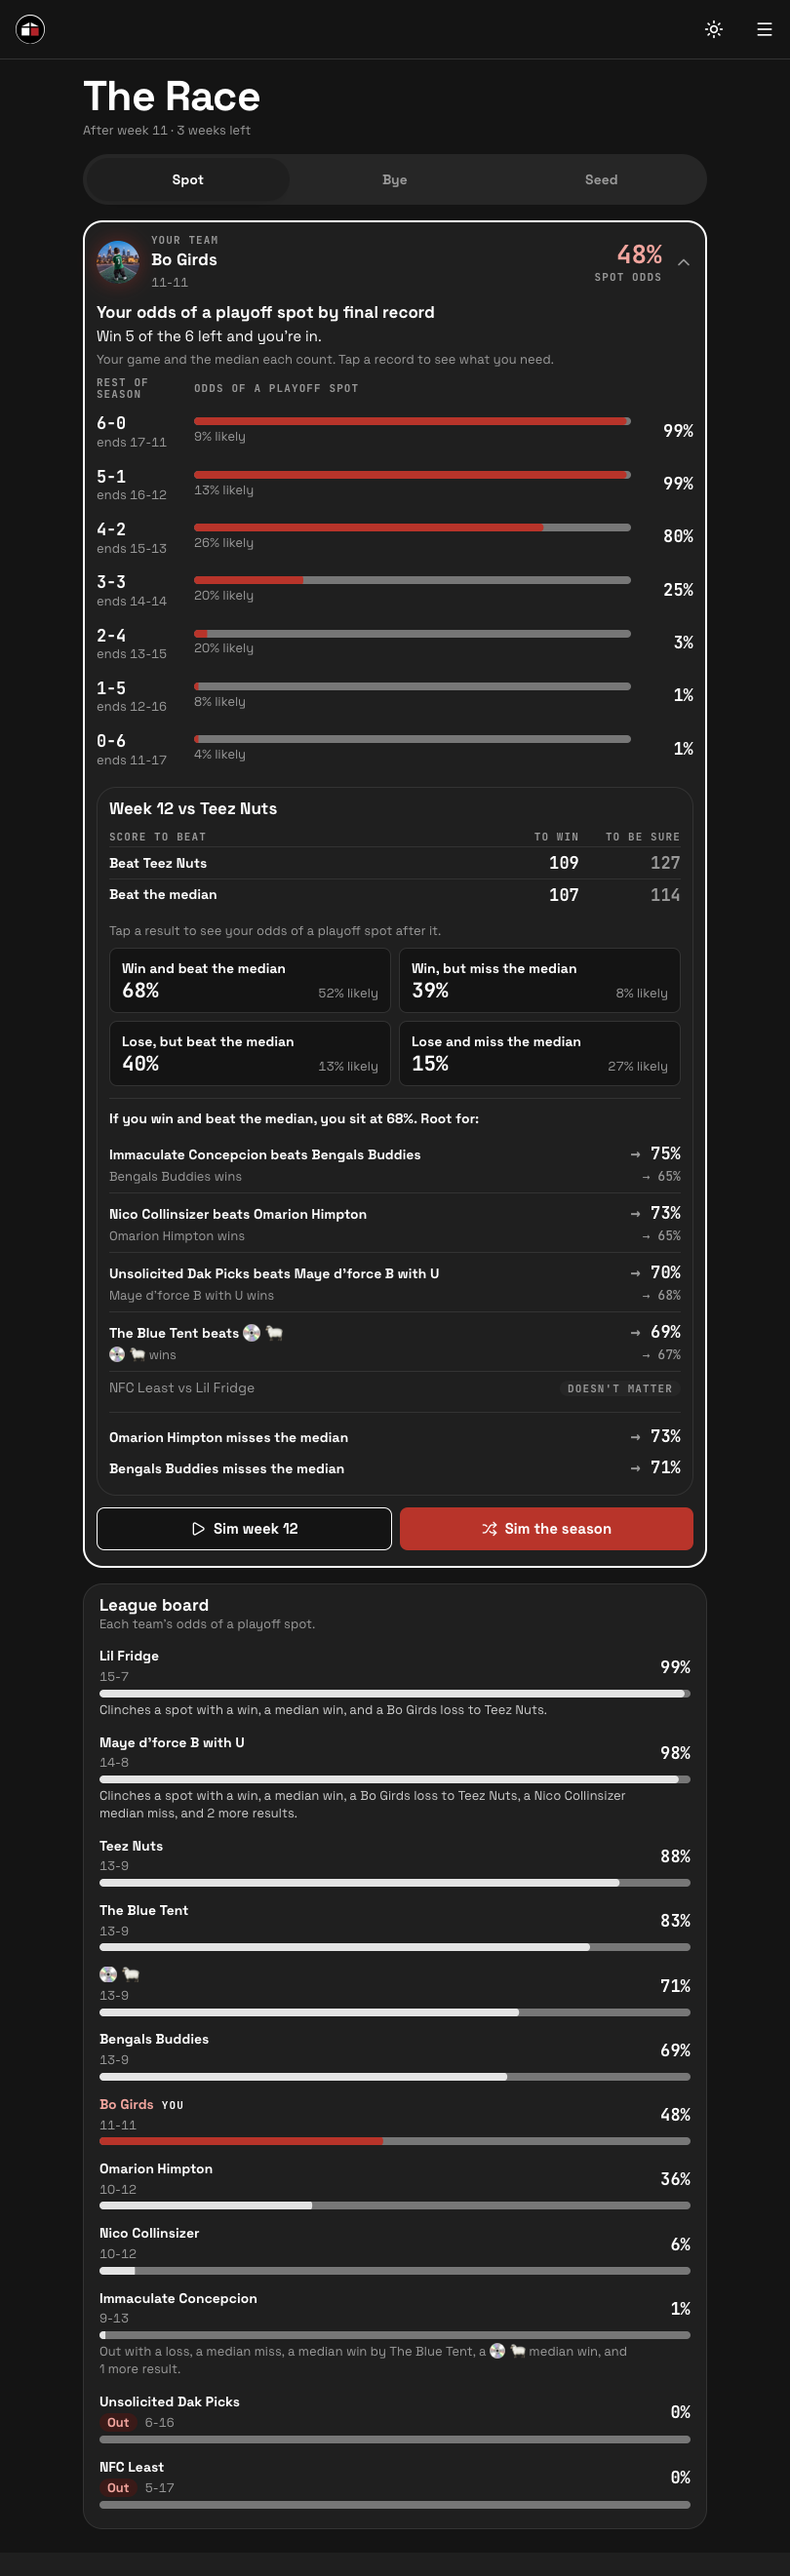 The Race
After week 11 · 3 weeks left
Spot
Bye
Seed
YOUR TEAM
Bo Girds
11-11
48%
SPOT ODDS
Your odds of a playoff spot by final record
Win 5 of the 6 left and you're in.
Your game and the median each count. Tap a record to see what you need.
REST OF SEASON
ODDS OF A PLAYOFF SPOT
6-0
ends 17-11
9% likely
99%
5-1
ends 16-12
13% likely
99%
4-2
ends 15-13
26% likely
80%
3-3
ends 14-14
20% likely
25%
2-4
ends 13-15
20% likely
3%
1-5
ends 12-16
8% likely
1%
0-6
ends 11-17
4% likely
1%
Week 12 vs Teez Nuts
SCORE TO BEAT TO WIN TO BE SURE
Beat Teez Nuts 109 127
Beat the median 107 114
Tap a result to see your odds of a playoff spot after it.
Win and beat the median
68% 52% likely
Win, but miss the median
39% 8% likely
Lose, but beat the median
40% 13% likely
Lose and miss the median
15% 27% likely
If you win and beat the median, you sit at 68%. Root for:
Immaculate Concepcion beats Bengals Buddies → 75%
Bengals Buddies wins → 65%
Nico Collinsizer beats Omarion Himpton → 73%
Omarion Himpton wins → 65%
Unsolicited Dak Picks beats Maye d'force B with U → 70%
Maye d'force B with U wins → 68%
The Blue Tent beats 💿 🐑 → 69%
💿 🐑 wins → 67%
NFC Least vs Lil Fridge DOESN'T MATTER
Omarion Himpton misses the median → 73%
Bengals Buddies misses the median → 71%
Sim week 12
Sim the season
League board
Each team's odds of a playoff spot.
Lil Fridge
15-7
99%
Clinches a spot with a win, a median win, and a Bo Girds loss to Teez Nuts.
Maye d'force B with U
14-8
98%
Clinches a spot with a win, a median win, a Bo Girds loss to Teez Nuts, a Nico Collinsizer
median miss, and 2 more results.
Teez Nuts
13-9
88%
The Blue Tent
13-9
83%
💿 🐑
13-9
71%
Bengals Buddies
13-9
69%
Bo Girds YOU
11-11
48%
Omarion Himpton
10-12
36%
Nico Collinsizer
10-12
6%
Immaculate Concepcion
9-13
1%
Out with a loss, a median miss, a median win by The Blue Tent, a 💿 🐑 median win, and
1 more result.
Unsolicited Dak Picks
Out 6-16
0%
NFC Least
Out 5-17
0%